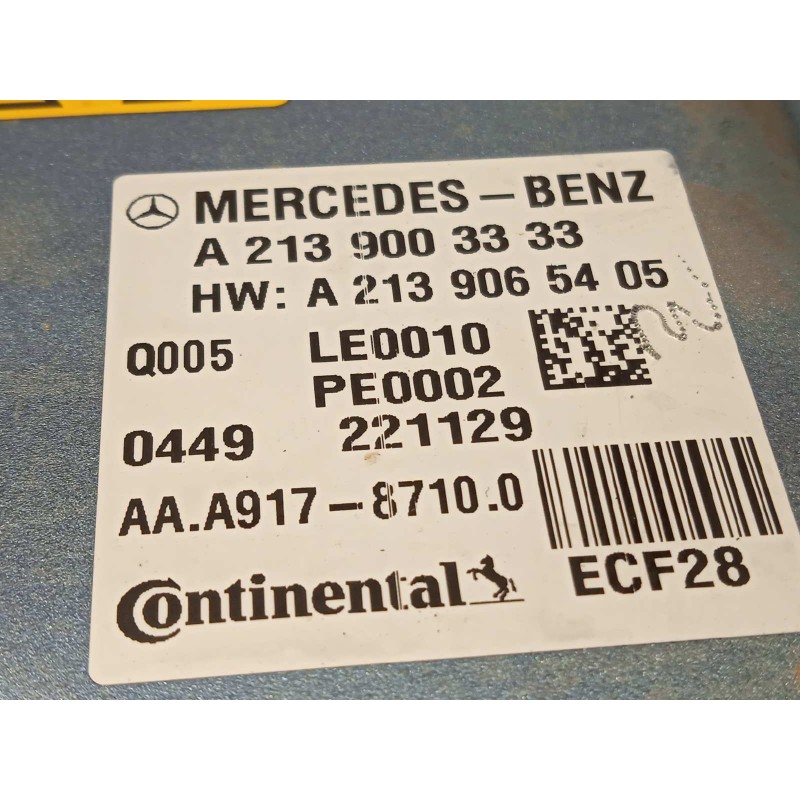 MERCEDES-BENZ
A 213 900 33 33
HW: A 213 906 54 05
Q005 LE0010
PE0002
0449 221129
AA.A917-8710.0
Continental
ECF28